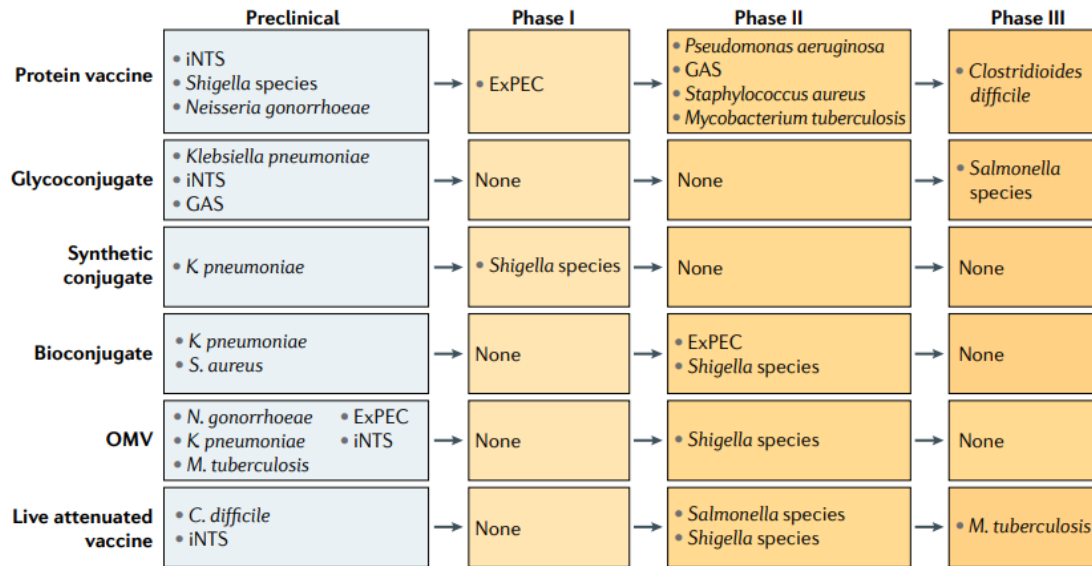 Preclinical Phase I Phase II Phase III
Protein vaccine
• iNTS
• Shigella species
• Neisseria gonorrhoeae
• ExPEC
• Pseudomonas aeruginosa
• GAS
• Staphylococcus aureus
• Mycobacterium tuberculosis
• Clostridioides
difficile
Glycoconjugate
• Klebsiella pneumoniae
• iNTS
• GAS
None
None
• Salmonella
species
Synthetic
conjugate
• K. pneumoniae
• Shigella species
None
None
Bioconjugate
• K. pneumoniae
• S. aureus
None
• ExPEC
• Shigella species
None
OMV
• N. gonorrhoeae • ExPEC
• K. pneumoniae • iNTS
• M. tuberculosis
None
• Shigella species
None
Live attenuated
vaccine
• C. difficile
• iNTS
None
• Salmonella species
• Shigella species
• M. tuberculosis